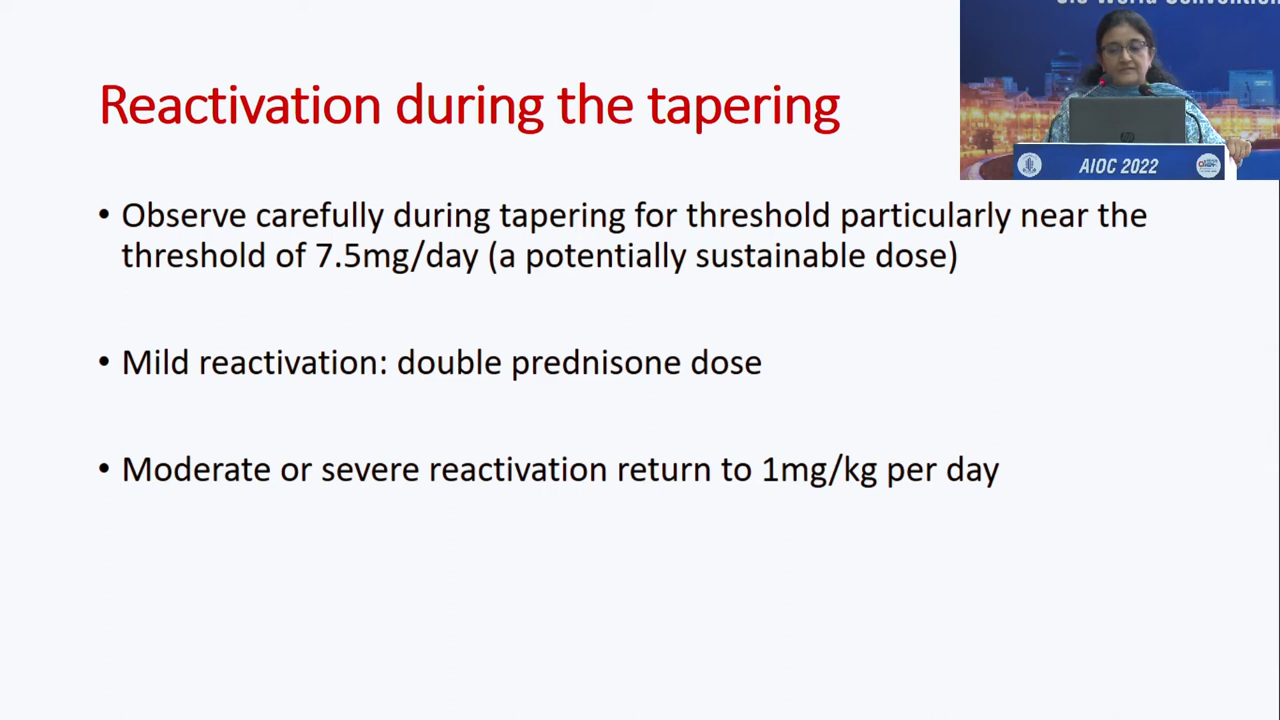 Reactivation during the tapering
• Observe carefully during tapering for threshold particularly near the
threshold of 7.5mg/day (a potentially sustainable dose)
• Mild reactivation: double prednisone dose
• Moderate or severe reactivation return to 1mg/kg per day
World Convention
AIOC 2022